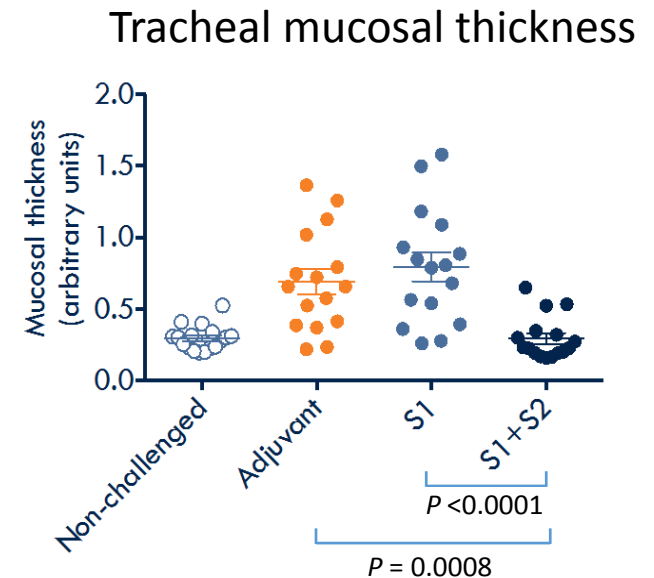 Tracheal mucosal thickness
Mucosal thickness
(arbitrary units)
2.0
1.5
1.0
0.5
0.0
Non-challenged
Adjuvant
S1
S1+S2
P <0.0001
P = 0.0008